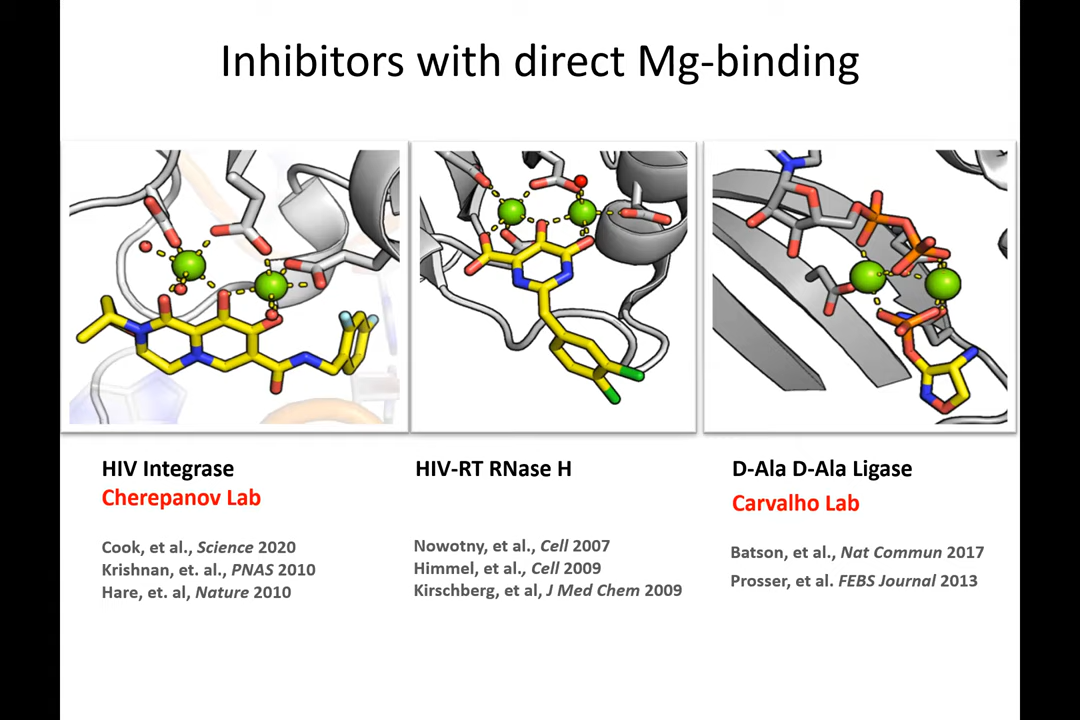 Inhibitors with direct Mg-binding
HIV Integrase
Cherepanov Lab
Cook, et al., Science 2020
Krishnan, et. al., PNAS 2010
Hare, et. al, Nature 2010
HIV-RT RNase H
Nowotny, et al., Cell 2007
Himmel, et al., Cell 2009
Kirschberg, et al, J Med Chem 2009
D-Ala D-Ala Ligase
Carvalho Lab
Batson, et al., Nat Commun 2017
Prosser, et al. FEBS Journal 2013